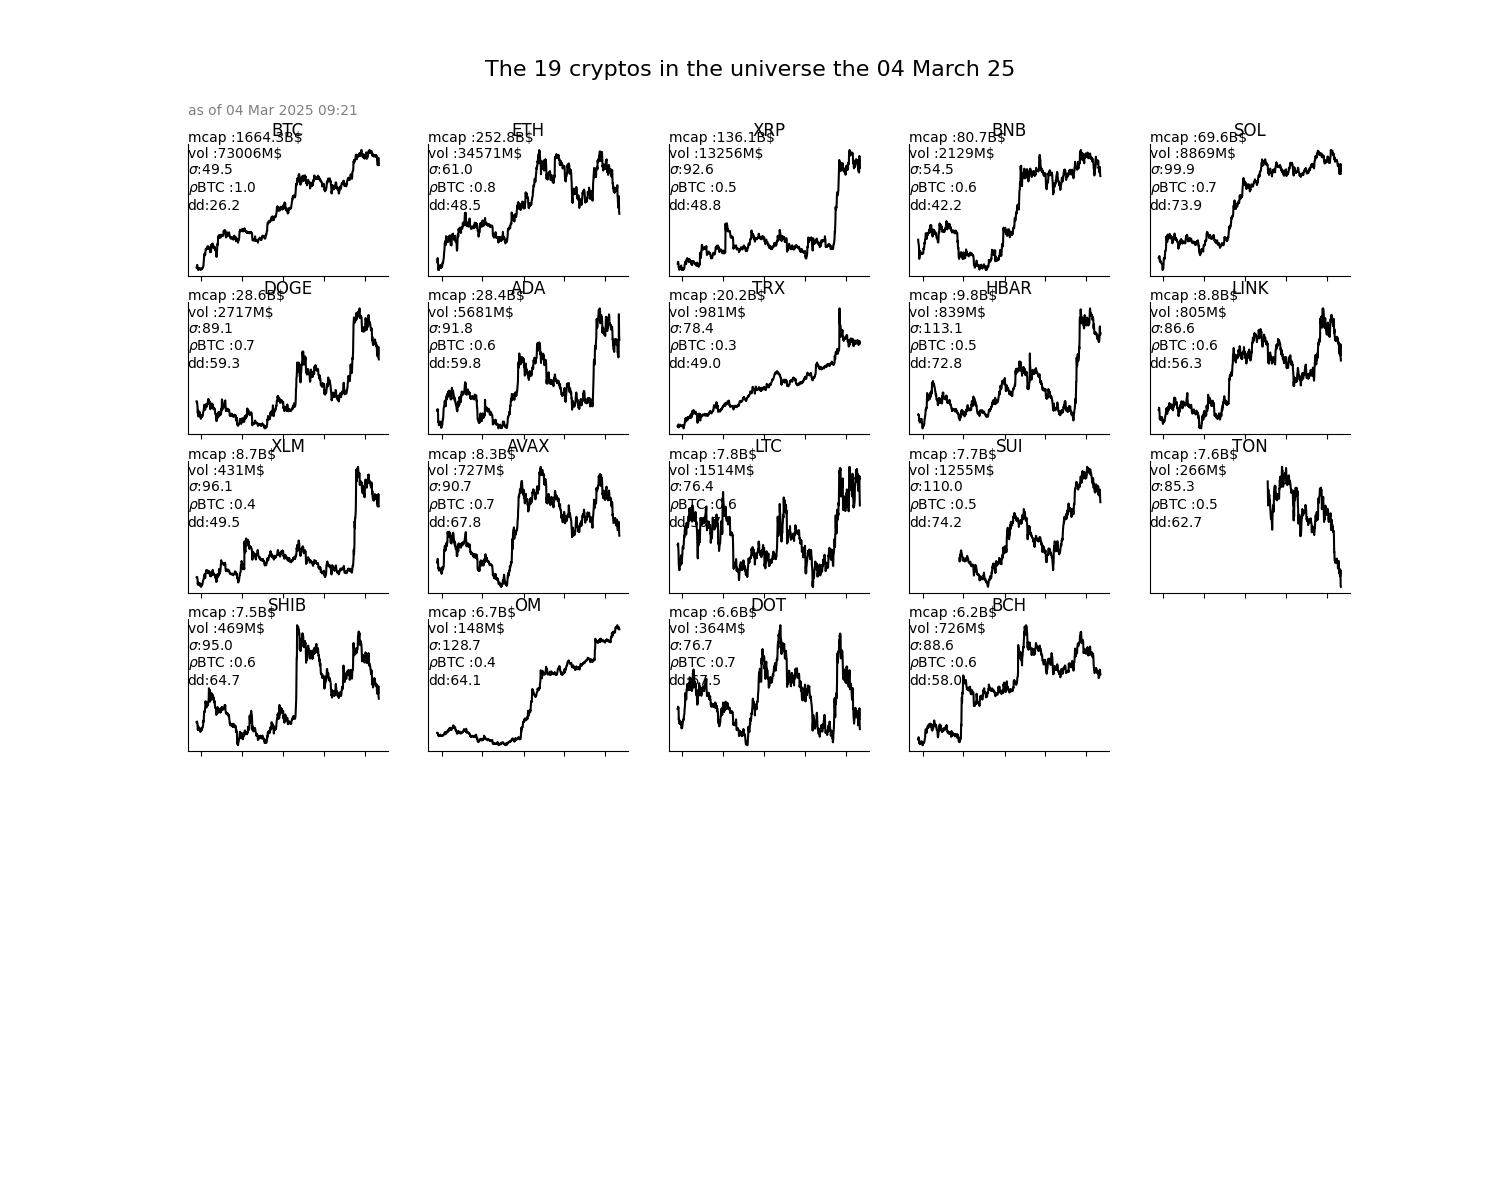 The 19 cryptos in the universe the 04 March 25
as of 04 Mar 2025 09:21
BTC
mcap :1664.3B$
vol :73006M$
σ:49.5
ρBTC :1.0
dd:26.2
ETH
mcap :252.8B$
vol :34571M$
σ:61.0
ρBTC :0.8
dd:48.5
XRP
mcap :136.1B$
vol :13256M$
σ:92.6
ρBTC :0.5
dd:48.8
BNB
mcap :80.7B$
vol :2129M$
σ:54.5
ρBTC :0.6
dd:42.2
SOL
mcap :69.6B$
vol :8869M$
σ:99.9
ρBTC :0.7
dd:73.9
DOGE
mcap :28.6B$
vol :2717M$
σ:89.1
ρBTC :0.7
dd:59.3
ADA
mcap :28.4B$
vol :5681M$
σ:91.8
ρBTC :0.6
dd:59.8
TRX
mcap :20.2B$
vol :981M$
σ:78.4
ρBTC :0.3
dd:49.0
HBAR
mcap :9.8B$
vol :839M$
σ:113.1
ρBTC :0.5
dd:72.8
LINK
mcap :8.8B$
vol :805M$
σ:86.6
ρBTC :0.6
dd:56.3
XLM
mcap :8.7B$
vol :431M$
σ:96.1
ρBTC :0.4
dd:49.5
AVAX
mcap :8.3B$
vol :727M$
σ:90.7
ρBTC :0.7
dd:67.8
LTC
mcap :7.8B$
vol :1514M$
σ:76.4
ρBTC :0.6
SUI
mcap :7.7B$
vol :1255M$
σ:110.0
ρBTC :0.5
dd:74.2
TON
mcap :7.6B$
vol :266M$
σ:85.3
ρBTC :0.5
dd:62.7
SHIB
mcap :7.5B$
vol :469M$
σ:95.0
ρBTC :0.6
dd:64.7
OM
mcap :6.7B$
vol :148M$
σ:128.7
ρBTC :0.4
dd:64.1
DOT
mcap :6.6B$
vol :364M$
σ:76.7
ρBTC :0.7
BCH
mcap :6.2B$
vol :726M$
σ:88.6
ρBTC :0.6
dd:58.0